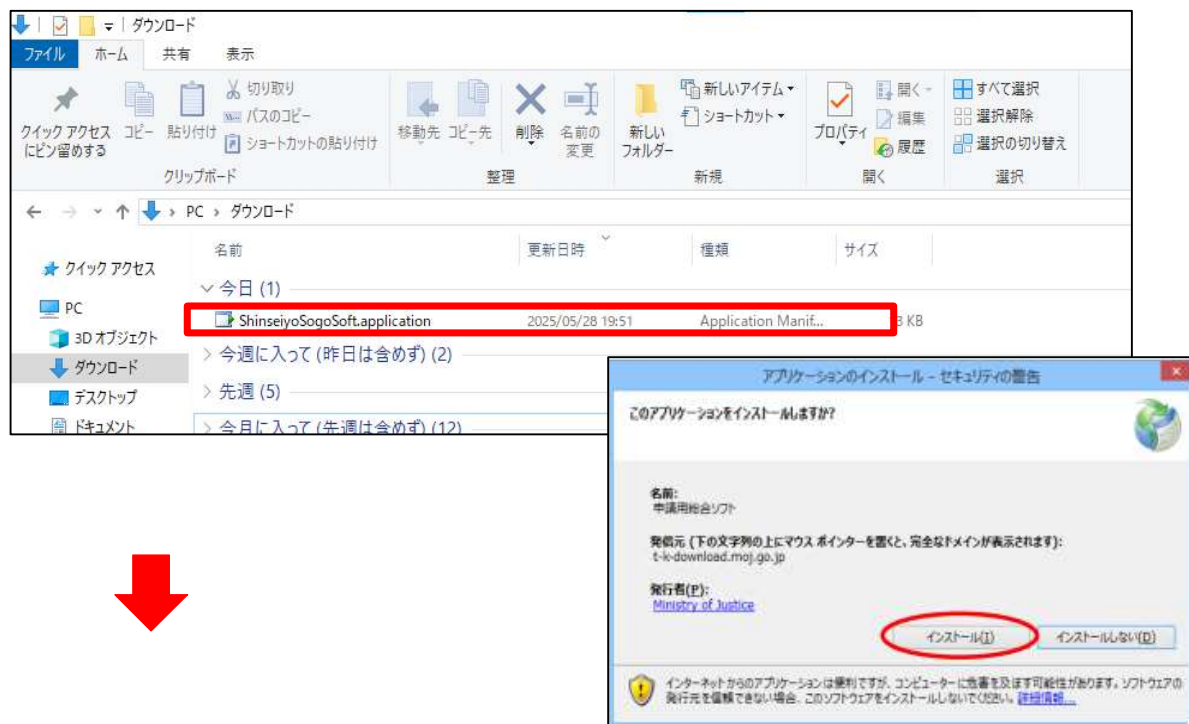 ダウンロード
ファイル ホーム 共有 表示
クイック アクセス
にピン留めする
コピー
貼り付け
切り取り
パスのコピー
ショートカットの貼り付け
クリップボード
移動先 コピー先 削除 名前の
変更
整理
新しい
フォルダー
新しいアイテム
ショートカット
新規
プロパティ
開く
編集
履歴
開く
すべて選択
選択解除
選択の切り替え
選択
PC › ダウンロード
名前 更新日時 種類 サイズ
クイック アクセス
PC
3D オブジェクト
ダウンロード
デスクトップ
ドキュメント
今日 (1)
ShinseiyoSogoSoft.application 2025/05/28 19:51 Application Manif... KB
今週に入って (昨日は含めず) (2)
先週 (5)
今月に入って (先週は含めず) (12)
アプリケーションのインストール - セキュリティの警告
このアプリケーションをインストールしますか?
名前:
申請用総合ソフト
発信元 (下の文字列の上にマウス ポインターを置くと、完全なドメインが表示されます):
t-k-download.moj.go.jp
発行者(P):
Ministry of Justice
インストール(I) インストールしない(D)
インターネットからのアプリケーションは便利ですが、コンピューターに危害を及ぼす可能性があります。ソフトウェアの
発行元を信頼できない場合、このソフトウェアをインストールしないでください。 詳細情報...